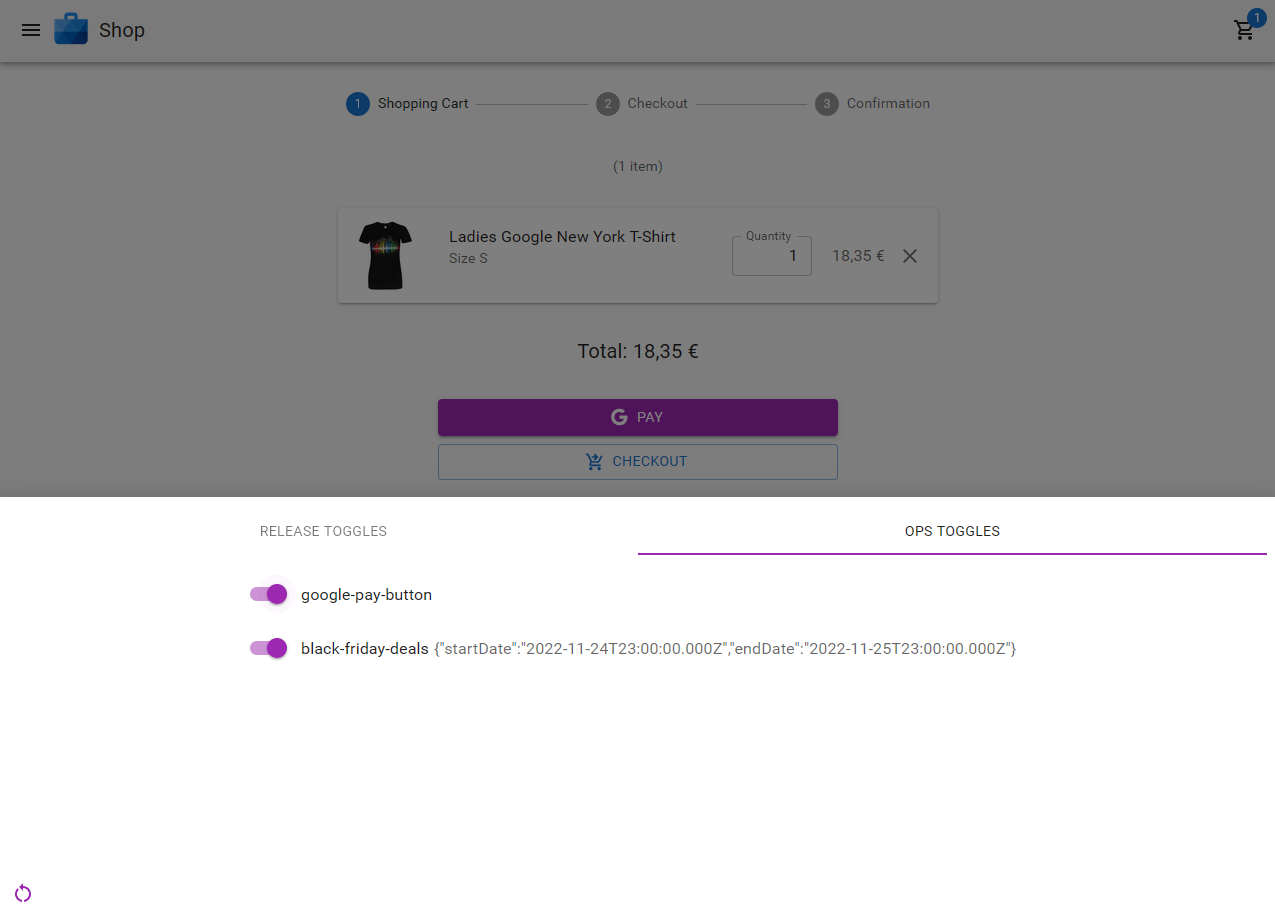 Shop
1
1 Shopping Cart 2 Checkout 3 Confirmation
(1 item)
Ladies Google New York T-Shirt
Size S
Quantity
1
18,35 €
Total: 18,35 €
G PAY
CHECKOUT
RELEASE TOGGLES OPS TOGGLES
google-pay-button
black-friday-deals {"startDate":"2022-11-24T23:00:00.000Z","endDate":"2022-11-25T23:00:00.000Z"}